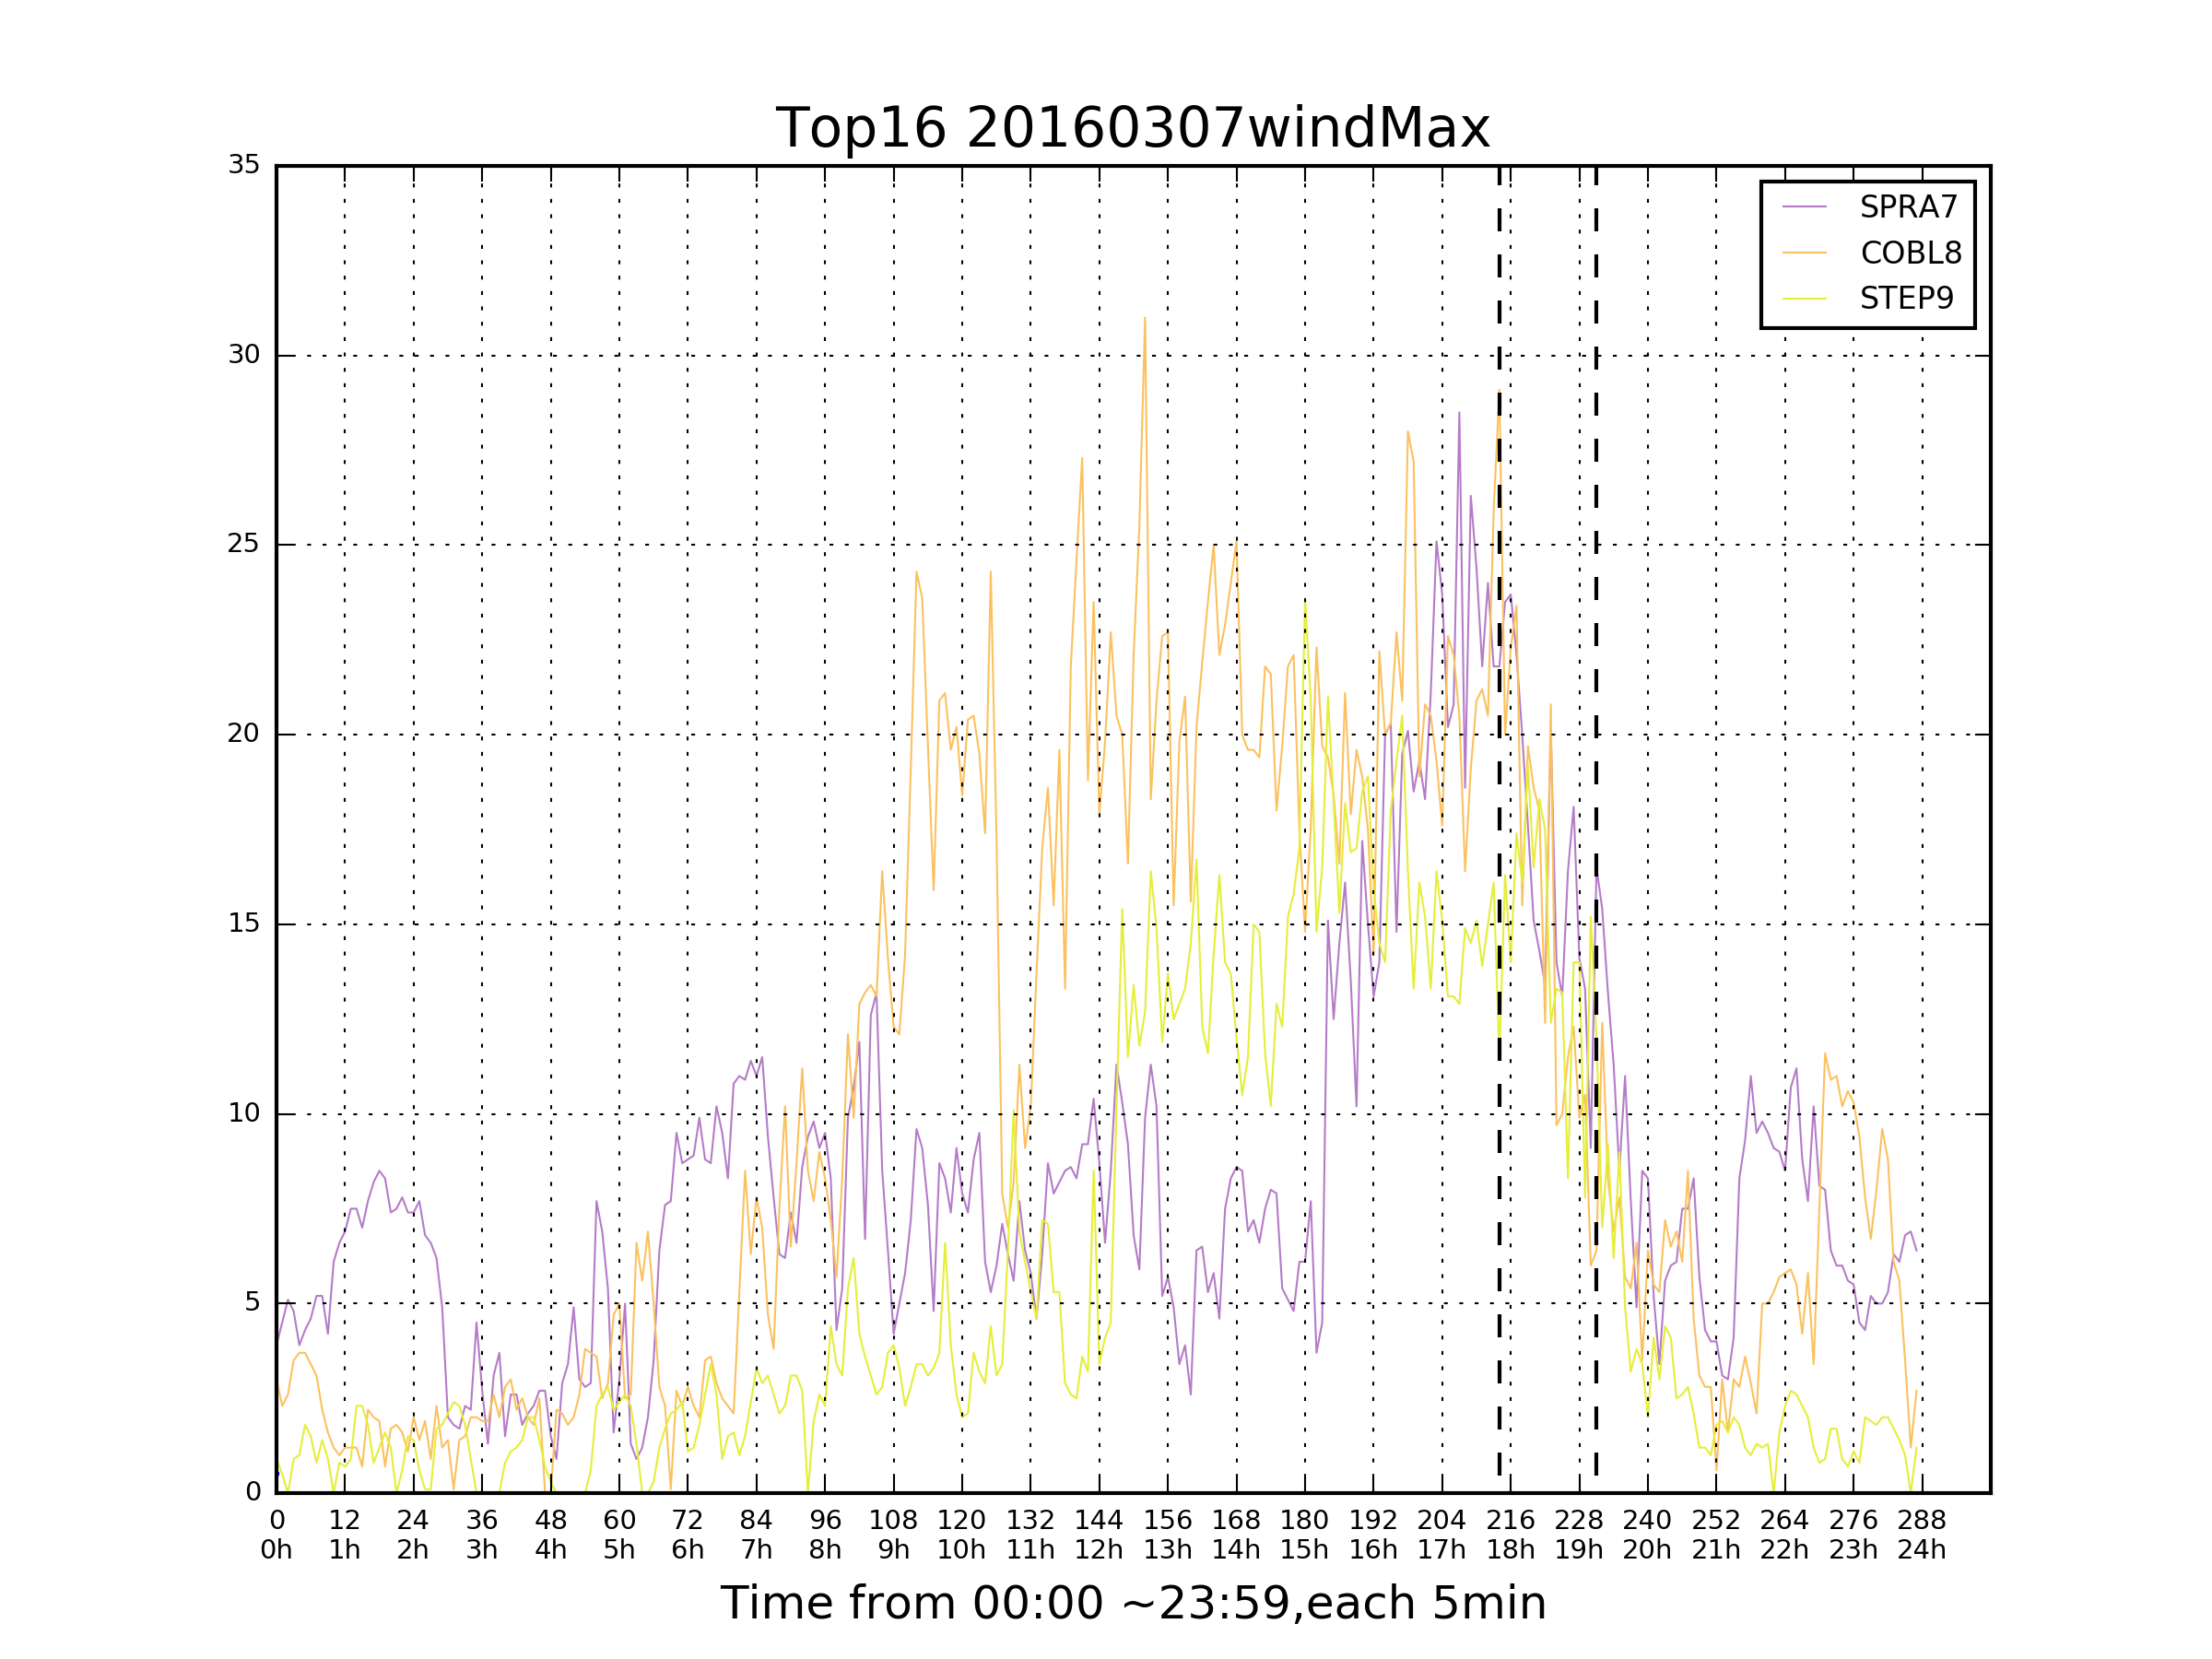 Top16 20160307windMax
35
30
25
20
15
10
5
0
SPRA7
COBL8
STEP9
0 12 24 36 48 60 72 84 96 108 120 132 144 156 168 180 192 204 216 228 240 252 264 276 288
0h 1h 2h 3h 4h 5h 6h 7h 8h 9h 10h 11h 12h 13h 14h 15h 16h 17h 18h 19h 20h 21h 22h 23h 24h
Time from 00:00 ~23:59,each 5min